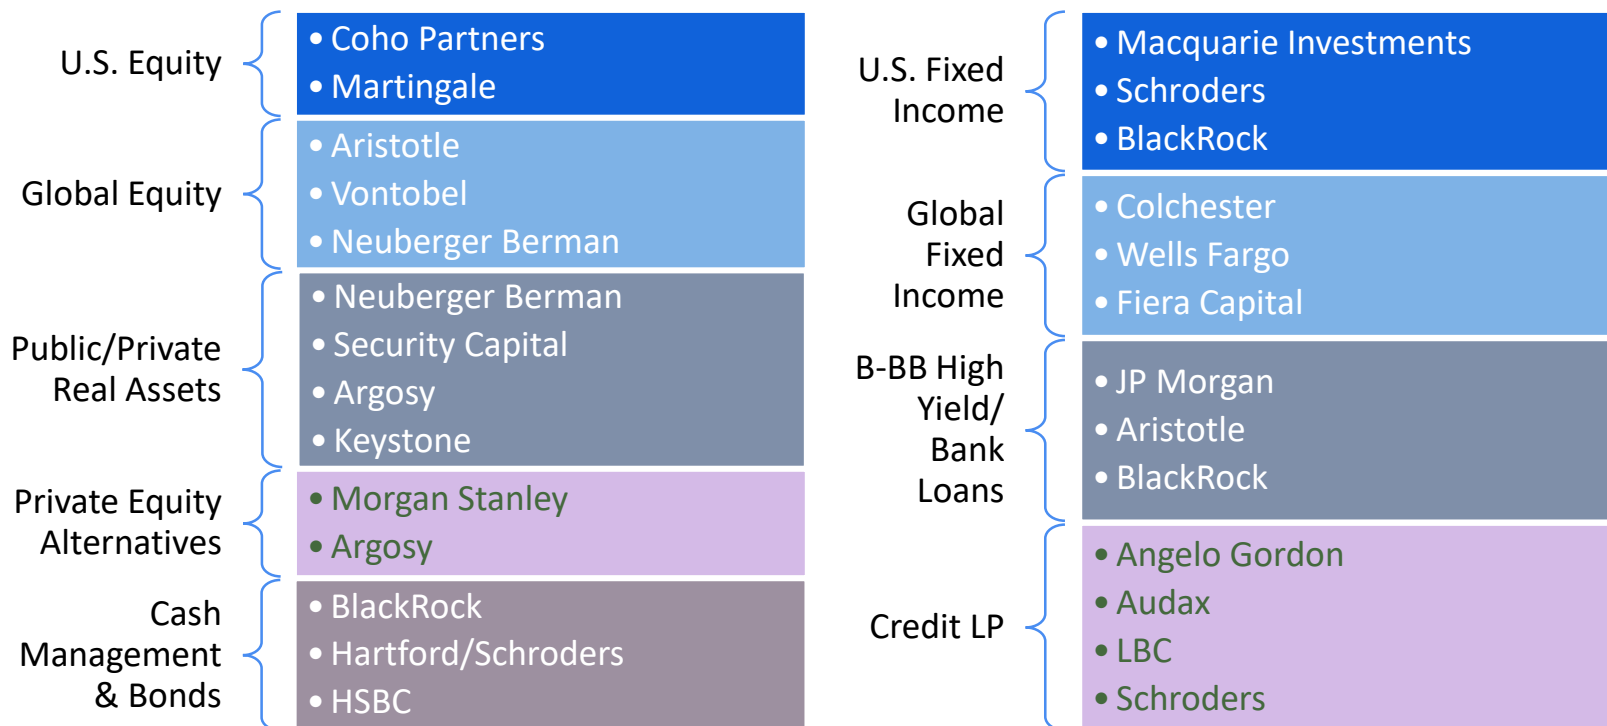 U.S. Equity
• Coho Partners
• Martingale
Global Equity
• Aristotle
• Vontobel
• Neuberger Berman
Public/Private
Real Assets
• Neuberger Berman
• Security Capital
• Argosy
• Keystone
Private Equity
Alternatives
• Morgan Stanley
• Argosy
Cash
Management
& Bonds
• BlackRock
• Hartford/Schroders
• HSBC
U.S. Fixed
Income
• Macquarie Investments
• Schroders
• BlackRock
Global
Fixed
Income
• Colchester
• Wells Fargo
• Fiera Capital
B-BB High
Yield/
Bank
Loans
• JP Morgan
• Aristotle
• BlackRock
Credit LP
• Angelo Gordon
• Audax
• LBC
• Schroders